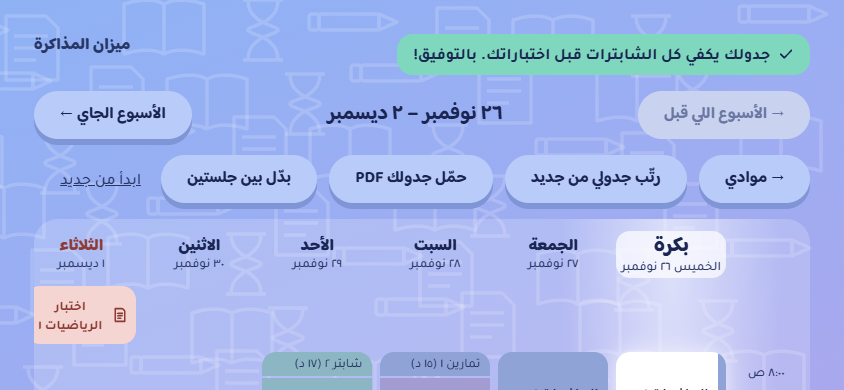 ميزان المذاكرة
جدولك يكفي كل الشابترات قبل اختباراتك. بالتوفيق!
→ الأسبوع اللي قبل
٢٦ نوفمبر – ٢ ديسمبر
الأسبوع الجاي ←
→ موادي
رتّب جدولي من جديد
حمّل جدولك PDF
بدّل بين جلستين
ابدأ من جديد
بكرة
الخميس ٢٦ نوفمبر
الجمعة
٢٧ نوفمبر
السبت
٢٨ نوفمبر
الأحد
٢٩ نوفمبر
الاثنين
٣٠ نوفمبر
الثلاثاء
١ ديسمبر
اختبار
الرياضيات ١
٨:٠٠ ص
تمارين ١ (١٥ د)
شابتر ٢ (١٧ د)